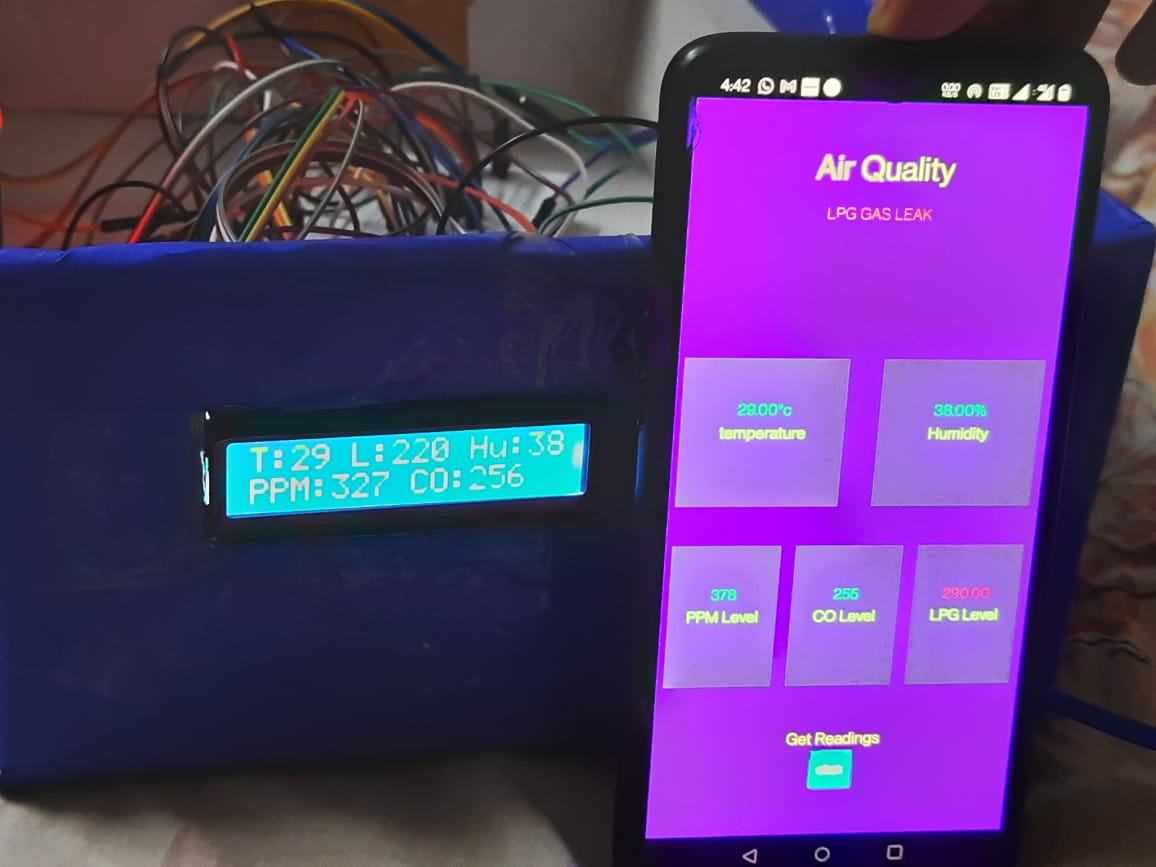 T:29 L:220 Hu:38
PPM:327 CO:256
4:42
Air Quality
LPG GAS LEAK
29.00°c
temperature
38.00%
Humidity
378
PPM Level
255
CO Level
290.00
LPG Level
Get Readings